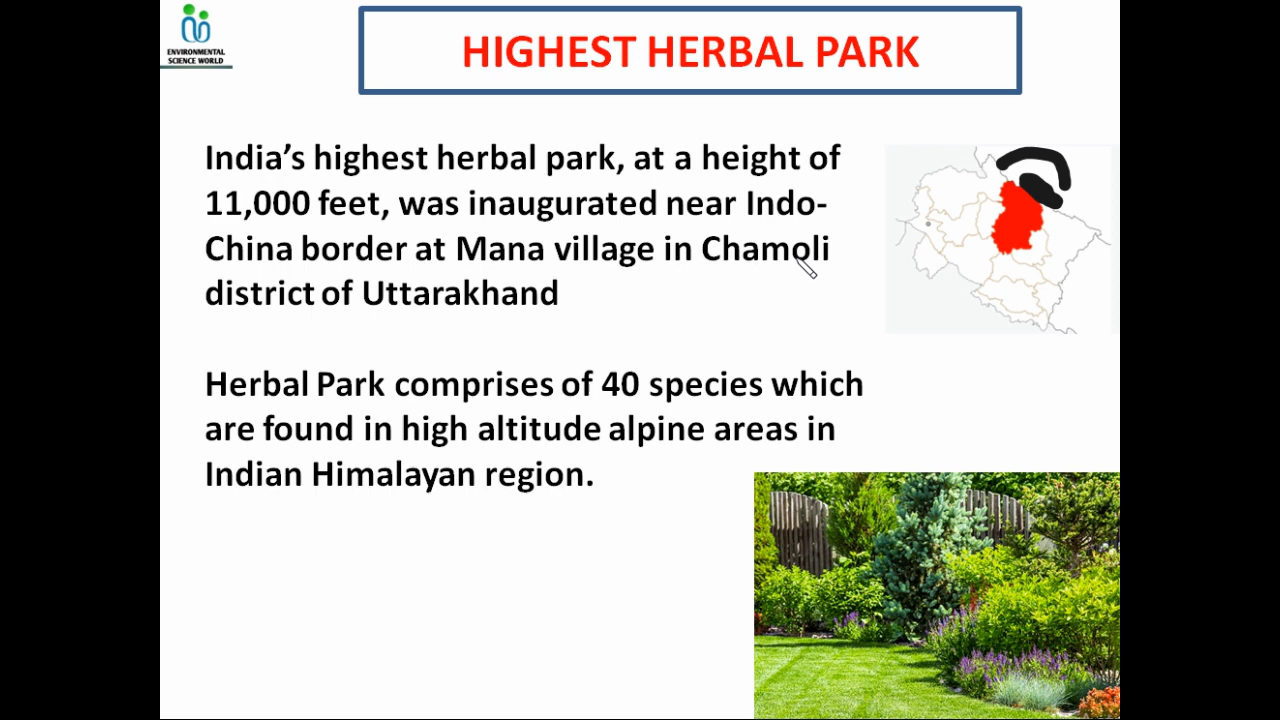 ENVIRONMENTAL
SCIENCE WORLD
HIGHEST HERBAL PARK
India’s highest herbal park, at a height of
11,000 feet, was inaugurated near Indo-
China border at Mana village in Chamoli
district of Uttarakhand
Herbal Park comprises of 40 species which
are found in high altitude alpine areas in
Indian Himalayan region.